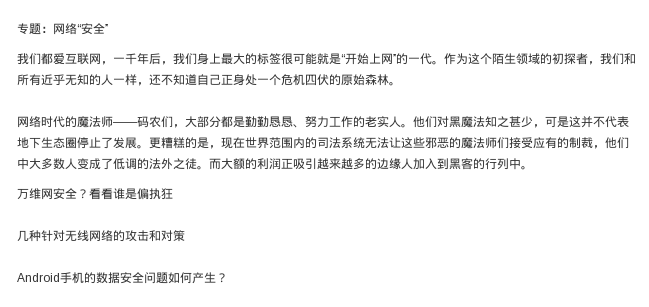 专题：网络“安全”
我们都爱互联网，一千年后，我们身上最大的标签很可能就是“开始上网”的一代。作为这个陌生领域的初探者，我们和
所有近乎无知的人一样，还不知道自己正身处一个危机四伏的原始森林。
网络时代的魔法师——码农们，大部分都是勤勤恳恳、努力工作的老实人。他们对黑魔法知之甚少，可是这并不代表
地下生态圈停止了发展。更糟糕的是，现在世界范围内的司法系统无法让这些邪恶的魔法师们接受应有的制裁，他们
中大多数人变成了低调的法外之徒。而大额的利润正吸引越来越多的边缘人加入到黑客的行列中。
万维网安全？看看谁是偏执狂
几种针对无线网络的攻击和对策
Android手机的数据安全问题如何产生？